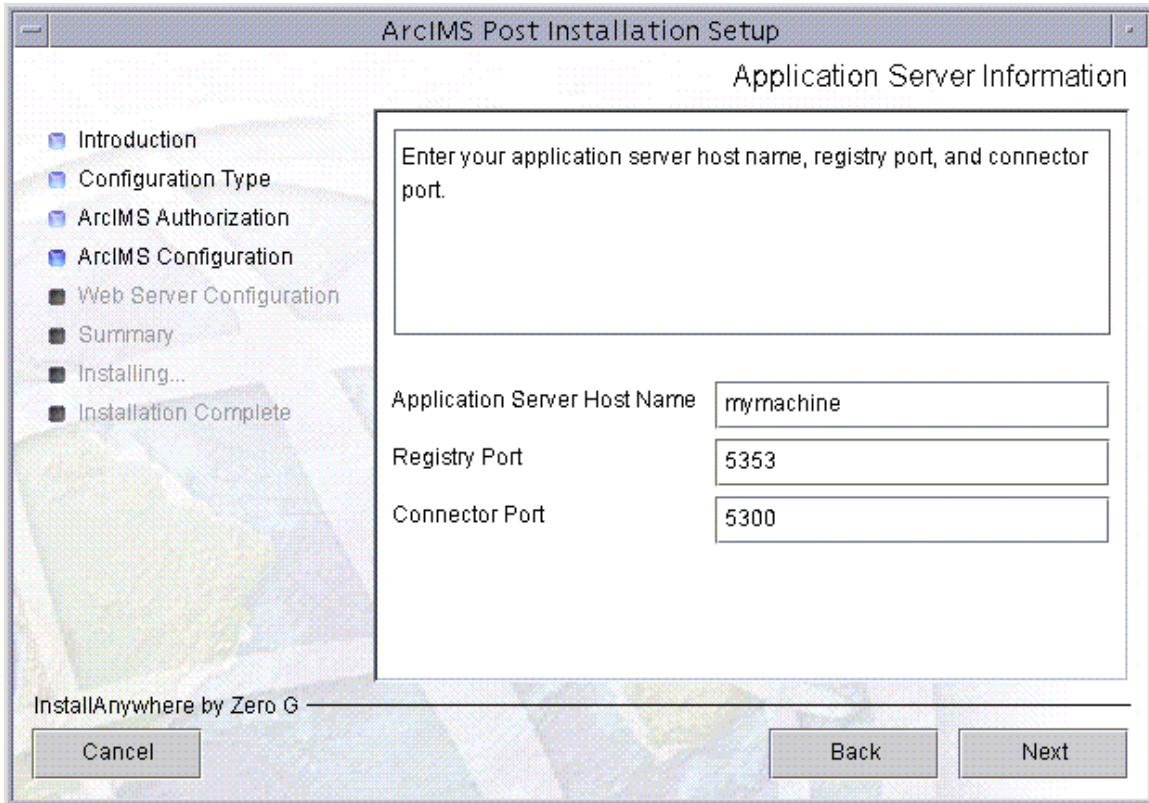 ArcIMS Post Installation Setup
Application Server Information
Introduction
Configuration Type
ArcIMS Authorization
ArcIMS Configuration
Web Server Configuration
Summary
Installing...
Installation Complete
Enter your application server host name, registry port, and connector
port.
Application Server Host Name
mymachine
Registry Port
5353
Connector Port
5300
InstallAnywhere by Zero G
Cancel
Back
Next